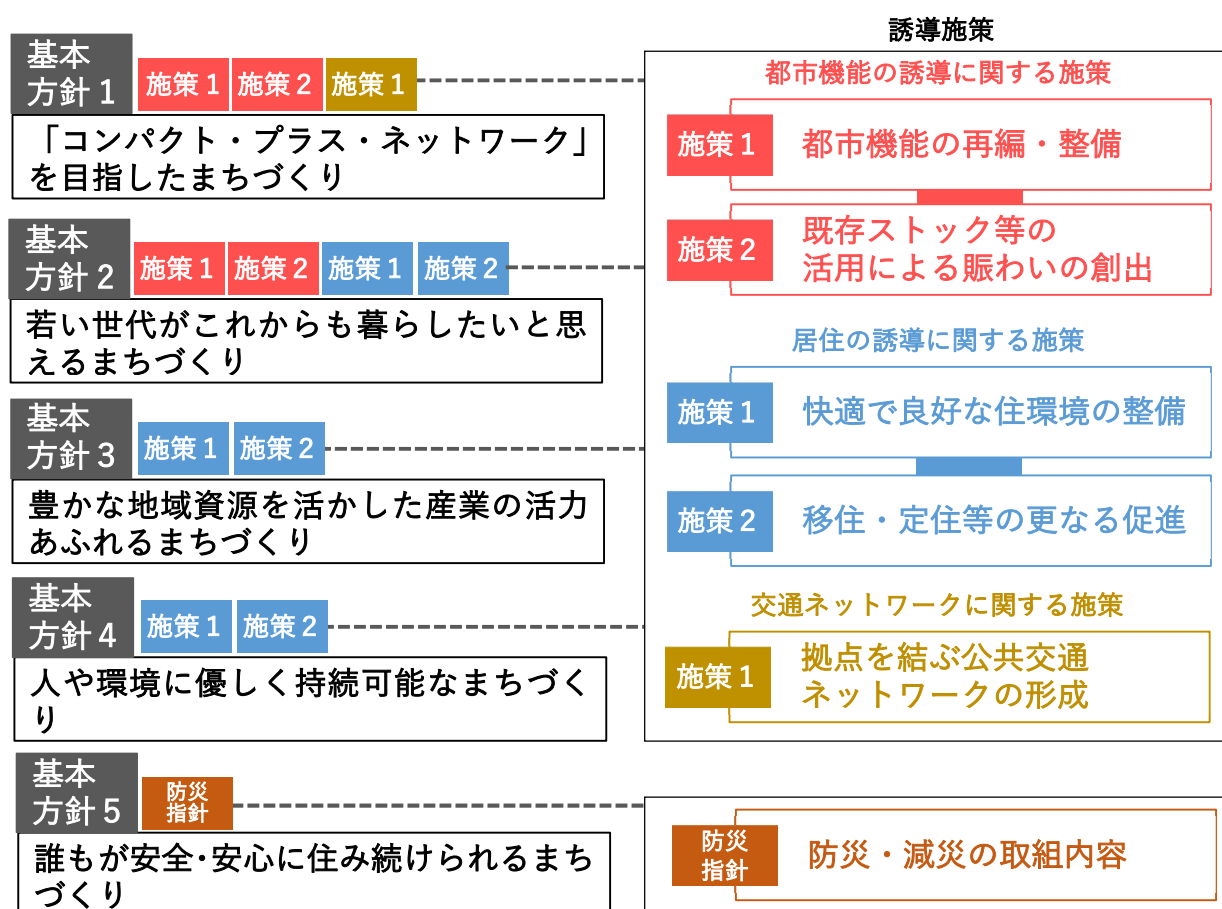 基本
方針1
施策1 施策2 施策1
「コンパクト・プラス・ネットワーク」
を目指したまちづくり
基本
方針2
施策1 施策2 施策1 施策2
若い世代がこれからも暮らしたいと思
えるまちづくり
基本
方針3
施策1 施策2
豊かな地域資源を活かした産業の活力
あふれるまちづくり
基本
方針4
施策1 施策2
人や環境に優しく持続可能なまちづく
り
基本
方針5
防災
指針
誰もが安全・安心に住み続けられるまち
づくり
誘導施策
都市機能の誘導に関する施策
施策1
都市機能の再編・整備
施策2
既存ストック等の
活用による賑わいの創出
居住の誘導に関する施策
施策1
快適で良好な住環境の整備
施策2
移住・定住等の更なる促進
交通ネットワークに関する施策
施策1
拠点を結ぶ公共交通
ネットワークの形成
防災
指針
防災・減災の取組内容